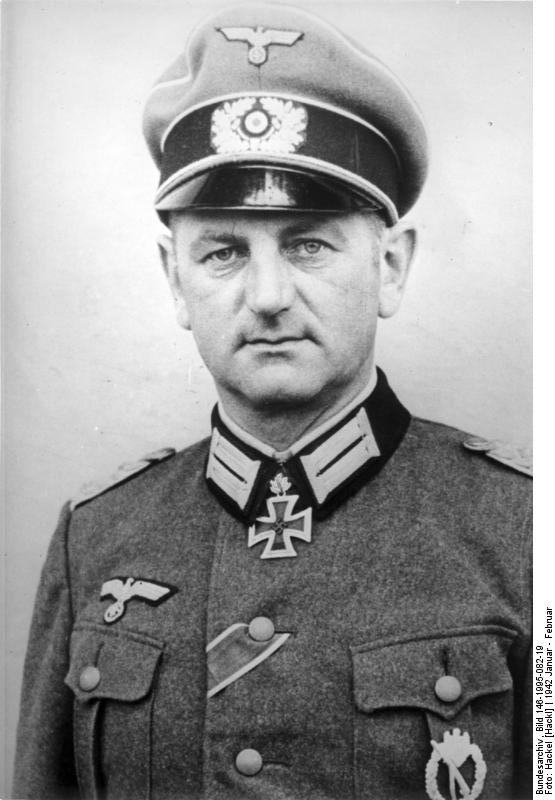 Bundesarchiv, Bild 146-1995-082-19
Foto: Hackel [Hackl] | 1942 Januar - Februar